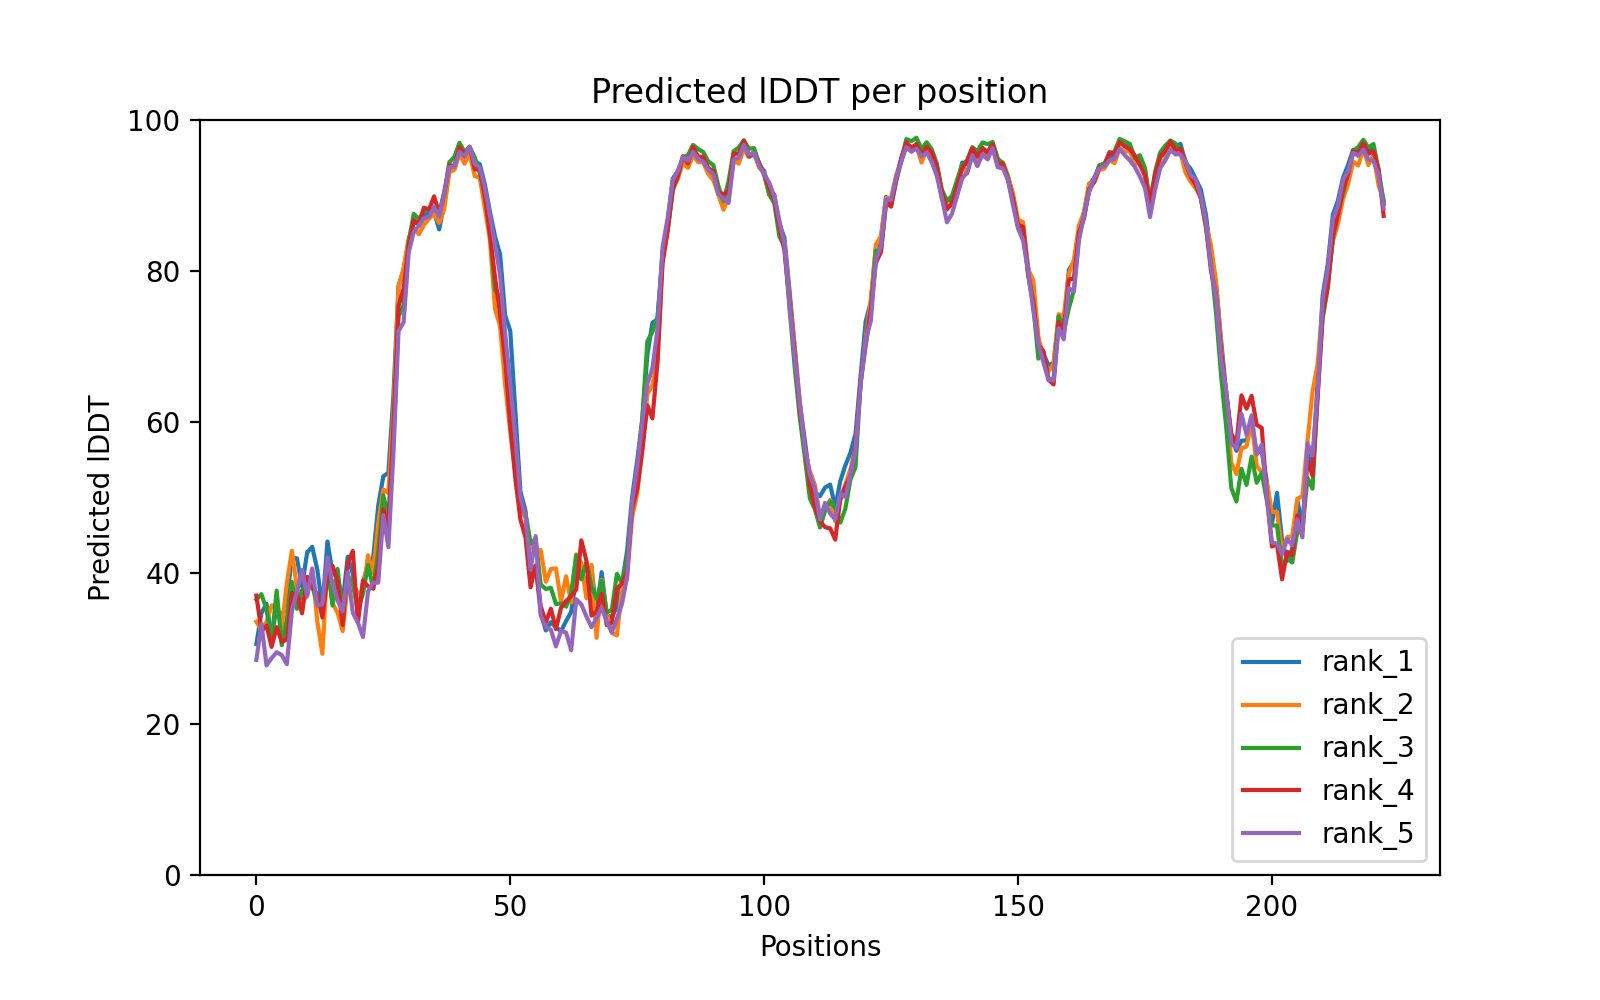 Predicted lDDT per position
100
80
60
40
20
0
Predicted lDDT
0 50 100 150 200
Positions
rank_1
rank_2
rank_3
rank_4
rank_5